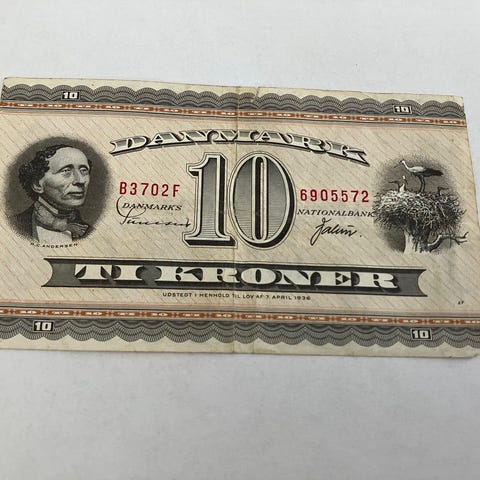 10 10
DANMARK
10
B3702F 6905572
DANMARKS NATIONALBANK
H.C. ANDERSEN
TI KRONER
UDSTEDT I HENHOLD TIL LOV AF 7. APRIL 1936
10 10